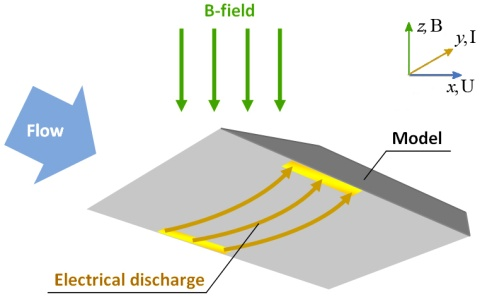 B-field
z,B
y,I
x,U
Flow
Model
Electrical discharge